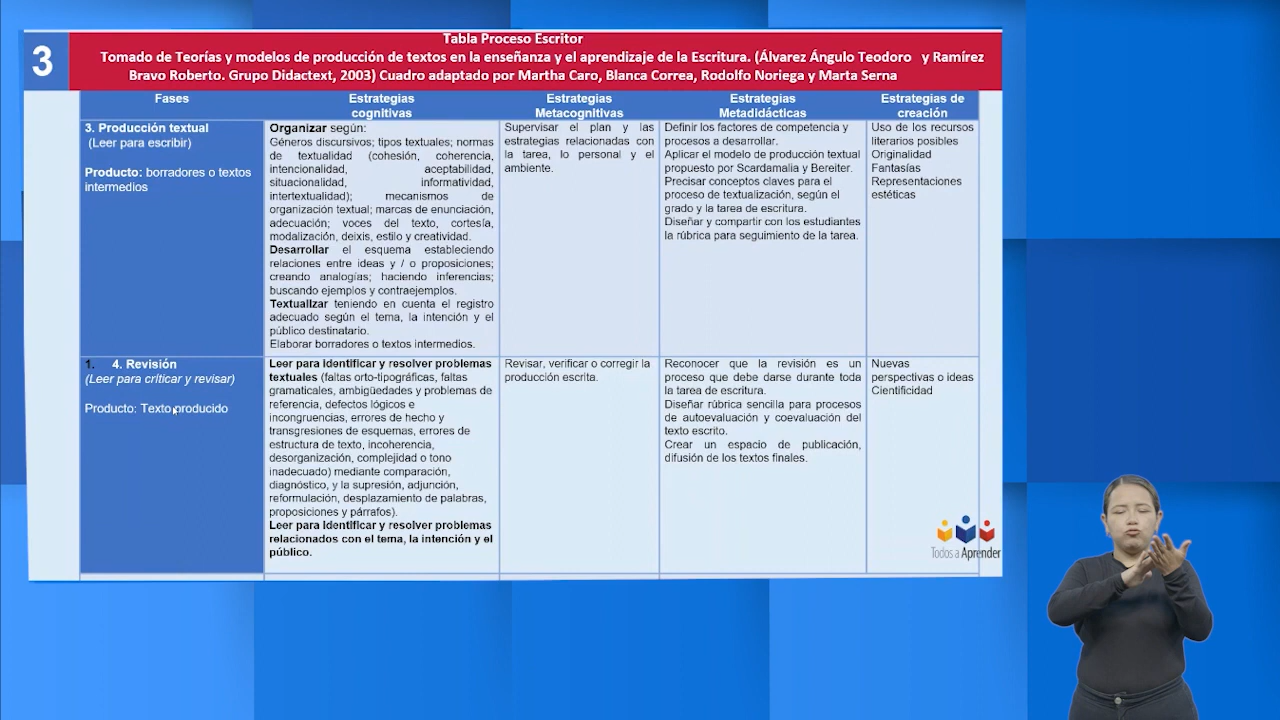 3
Tabla Proceso Escritor
Tomado de Teorías y modelos de producción de textos en la enseñanza y el aprendizaje de la Escritura. (Álvarez Ángulo Teodoro y Ramírez
Bravo Roberto. Grupo Didactext, 2003) Cuadro adaptado por Martha Caro, Blanca Correa, Rodolfo Noriega y Marta Serna
Fases
Estrategias
cognitivas
Estrategias
Metacognitivas
Estrategias
Metadidácticas
Estrategias de
creación
3. Producción textual
(Leer para escribir)
Producto: borradores o textos
intermedios
Organizar según:
Géneros discursivos; tipos textuales; normas
de textualidad (cohesión, coherencia,
intencionalidad, aceptabilidad,
situacionalidad, informatividad,
intertextualidad); mecanismos de
organización textual; marcas de enunciación,
adecuación; voces del texto, cortesía,
modalización, deixis, estilo y creatividad.
Desarrollar el esquema estableciendo
relaciones entre ideas y / o proposiciones;
creando analogías; haciendo inferencias;
buscando ejemplos y contraejemplos.
Textualizar teniendo en cuenta el registro
adecuado según el tema, la intención y el
público destinatario.
Elaborar borradores o textos intermedios.
Supervisar el plan y las
estrategias relacionadas con
la tarea, lo personal y el
ambiente.
Definir los factores de competencia y
procesos a desarrollar.
Aplicar el modelo de producción textual
propuesto por Scardamalia y Bereiter.
Precisar conceptos claves para el
proceso de textualización, según el
grado y la tarea de escritura.
Diseñar y compartir con los estudiantes
la rúbrica para seguimiento de la tarea.
Uso de los recursos
literarios posibles
Originalidad
Fantasías
Representaciones
estéticas
1. 4. Revisión
(Leer para críticar y revisar)
Producto: Texto producido
Leer para identificar y resolver problemas
textuales (faltas orto-tipográficas, faltas
gramaticales, ambigüedades y problemas de
referencia, defectos lógicos e
incongruencias, errores de hecho y
transgresiones de esquemas, errores de
estructura de texto, incoherencia,
desorganización, complejidad o tono
inadecuado) mediante comparación,
diagnóstico, y la supresión, adjunción,
reformulación, desplazamiento de palabras,
proposiciones y párrafos).
Leer para identificar y resolver problemas
relacionados con el tema, la intención y el
público.
Revisar, verificar o corregir la
producción escrita.
Reconocer que la revisión es un
proceso que debe darse durante toda
la tarea de escritura.
Diseñar rúbrica sencilla para procesos
de autoevaluación y coevaluación del
texto escrito.
Crear un espacio de publicación,
difusión de los textos finales.
Nuevas
perspectivas o ideas
Cientificidad
Todos a Aprender